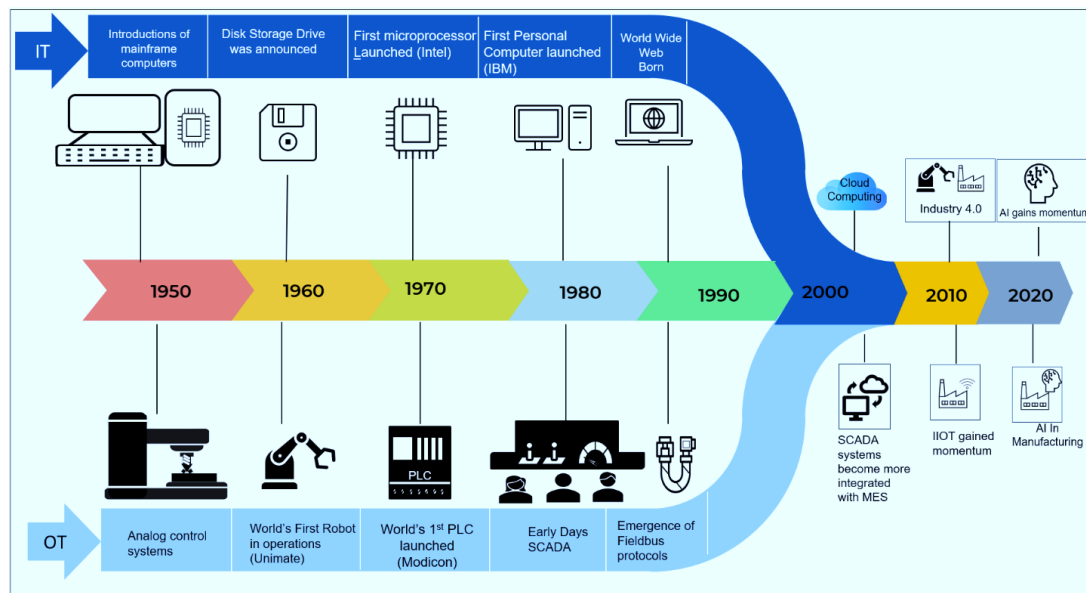 IT
Introductions of
mainframe
computers
Disk Storage Drive
was announced
First microprocessor
Launched (Intel)
First Personal
Computer launched
(IBM)
World Wide
Web
Born
Cloud
Computing
Industry 4.0
AI gains momentum
1950
1960
1970
1980
1990
2000
2010
2020
PLC
SCADA
systems
become more
integrated
with MES
IIOT gained
momentum
AI In
Manufacturing
OT
Analog control
systems
World's First Robot
in operations
(Unimate)
World's 1st PLC
launched
(Modicon)
Early Days
SCADA
Emergence of
Fieldbus
protocols